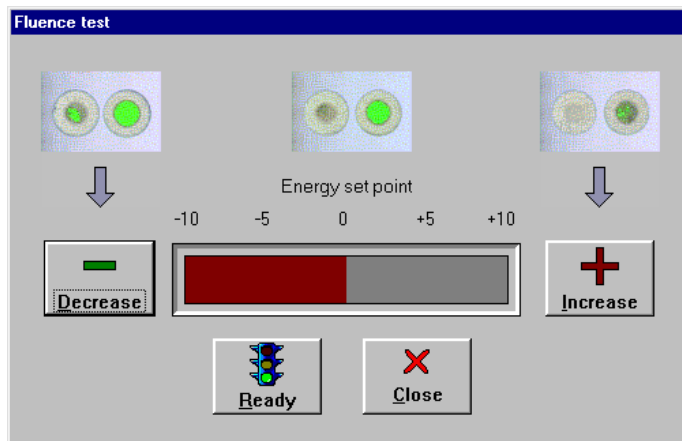 Fluence test
Energy set point
-10 -5 0 +5 +10
Decrease
Increase
Ready
Close